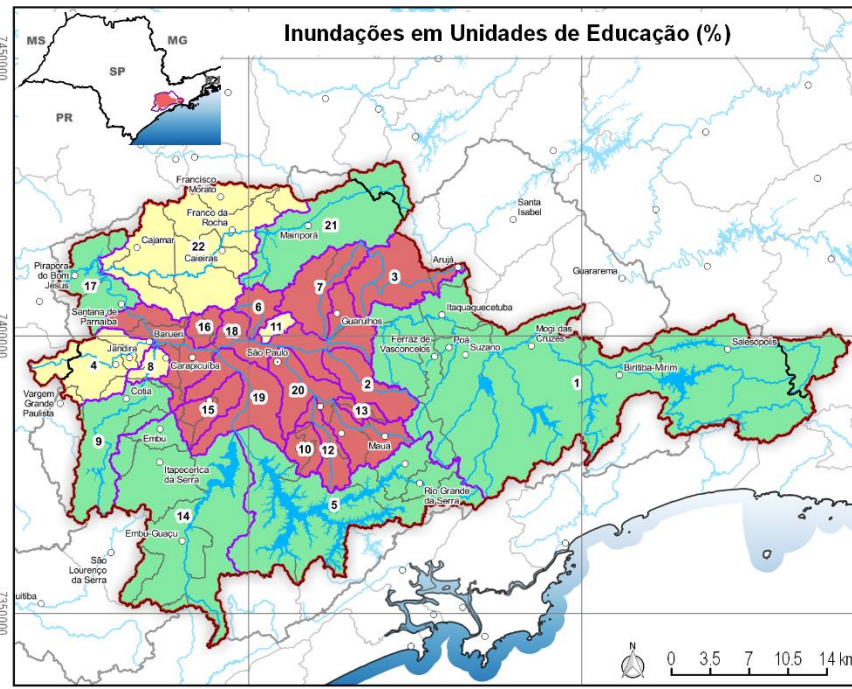 Inundações em Unidades de Educação (%)
MS
MG
SP
PR
7450000
7400000
7350000
Francisco
Morato
Franco da
Rocha
Cajamar
22
Caieiras
21
Mairiporã
Santa
Isabel
Pirapora
do Bom
Jesus
17
Santana de
Parnaíba
6
7
3
Arujá
Guararema
16
18
11
Guarulhos
Itaquaquecetuba
Barueri
Jandira
4
8
Carapicuíba
São Paulo
Ferraz de
Vasconcelos
Poá
Suzano
Mogi das
Cruzes
Salesópolis
Biritiba-Mirim
1
Vargem
Grande
Paulista
Cotia
15
19
20
2
13
9
Embu
10
12
Mauá
Itapecerica
da Serra
Rio Grande
da Serra
5
14
Embu-Guaçu
São
Lourenço
da Serra
uitiba
N
0 3,5 7 10,5 14 km